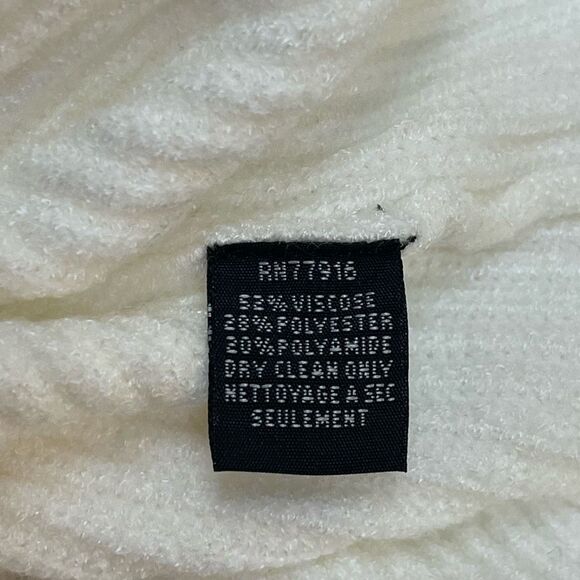 RN77916
52% VISCOSE
28% POLYESTER
20% POLYAMIDE
DRY CLEAN ONLY
NETTOYAGE A SEC
SEULEMENT